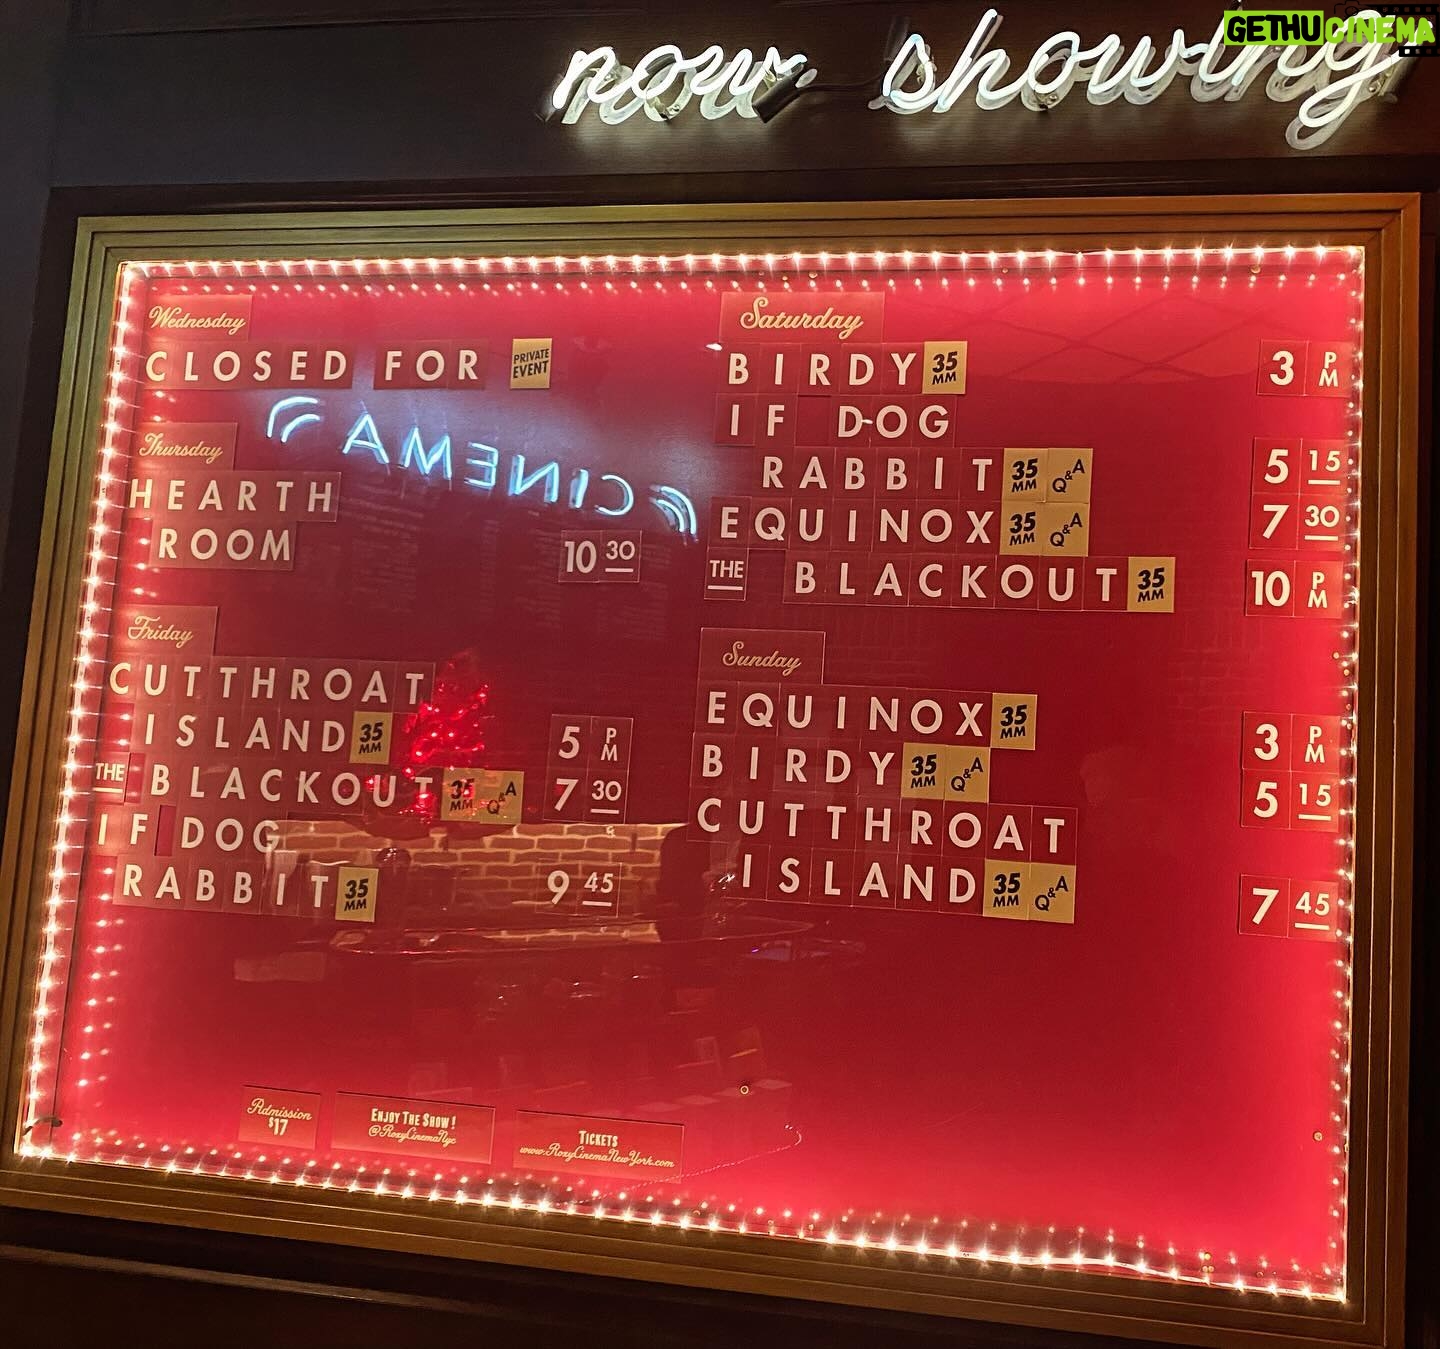 GETHUCINEMA
now showing
Wednesday
CLOSED FOR PRIVATE EVENT
CINEMA
Thursday
HEARTH
ROOM 10 30
Friday
CUTTHROAT
ISLAND 35 MM 5 PM
THE BLACKOUT 35 MM Q&A 7 30
IF DOG
RABBIT 35 MM 9 45
Saturday
BIRDY 35 MM 3 PM
IF DOG
RABBIT 35 MM Q&A 5 15
EQUINOX 35 MM Q&A 7 30
THE BLACKOUT 35 MM 10 PM
Sunday
EQUINOX 35 MM 3 PM
BIRDY 35 MM Q&A 5 15
CUTTHROAT
ISLAND 35 MM Q&A 7 45
Admission
$17
ENJOY THE SHOW!
@RoxyCinemaNyc
TICKETS
www.RoxyCinemaNewYork.com